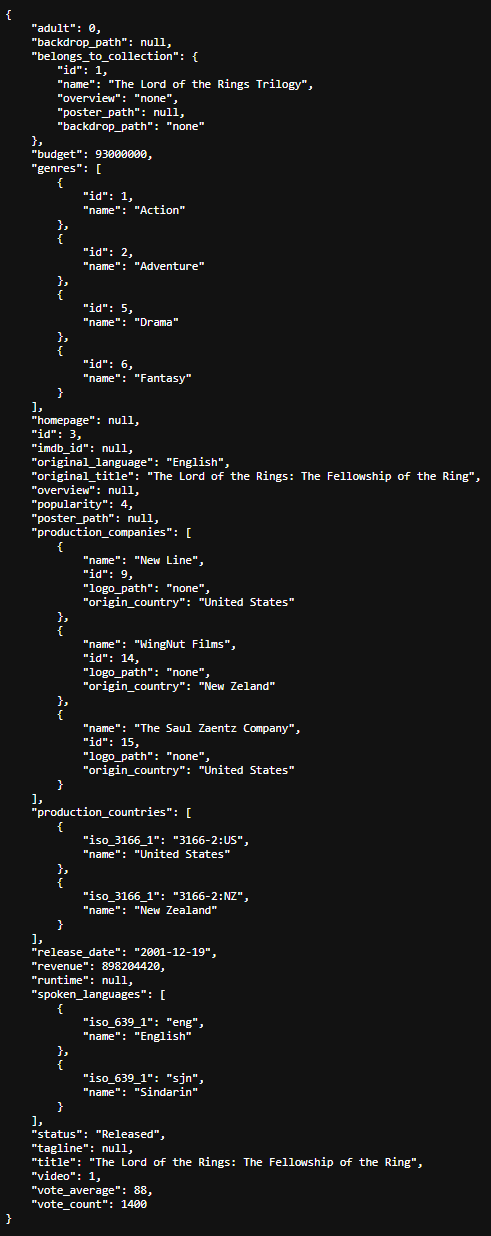 {
    "adult": 0,
    "backdrop_path": null,
    "belongs_to_collection": {
        "id": 1,
        "name": "The Lord of the Rings Trilogy",
        "overview": "none",
        "poster_path": null,
        "backdrop_path": "none"
    },
    "budget": 93000000,
    "genres": [
        {
            "id": 1,
            "name": "Action"
        },
        {
            "id": 2,
            "name": "Adventure"
        },
        {
            "id": 5,
            "name": "Drama"
        },
        {
            "id": 6,
            "name": "Fantasy"
        }
    ],
    "homepage": null,
    "id": 3,
    "imdb_id": null,
    "original_language": "English",
    "original_title": "The Lord of the Rings: The Fellowship of the Ring",
    "overview": null,
    "popularity": 4,
    "poster_path": null,
    "production_companies": [
        {
            "name": "New Line",
            "id": 9,
            "logo_path": "none",
            "origin_country": "United States"
        },
        {
            "name": "WingNut Films",
            "id": 14,
            "logo_path": "none",
            "origin_country": "New Zeland"
        },
        {
            "name": "The Saul Zaentz Company",
            "id": 15,
            "logo_path": "none",
            "origin_country": "United States"
        }
    ],
    "production_countries": [
        {
            "iso_3166_1": "3166-2:US",
            "name": "United States"
        },
        {
            "iso_3166_1": "3166-2:NZ",
            "name": "New Zealand"
        }
    ],
    "release_date": "2001-12-19",
    "revenue": 898204420,
    "runtime": null,
    "spoken_languages": [
        {
            "iso_639_1": "eng",
            "name": "English"
        },
        {
            "iso_639_1": "sjn",
            "name": "Sindarin"
        }
    ],
    "status": "Released",
    "tagline": null,
    "title": "The Lord of the Rings: The Fellowship of the Ring",
    "video": 1,
    "vote_average": 88,
    "vote_count": 1400
}